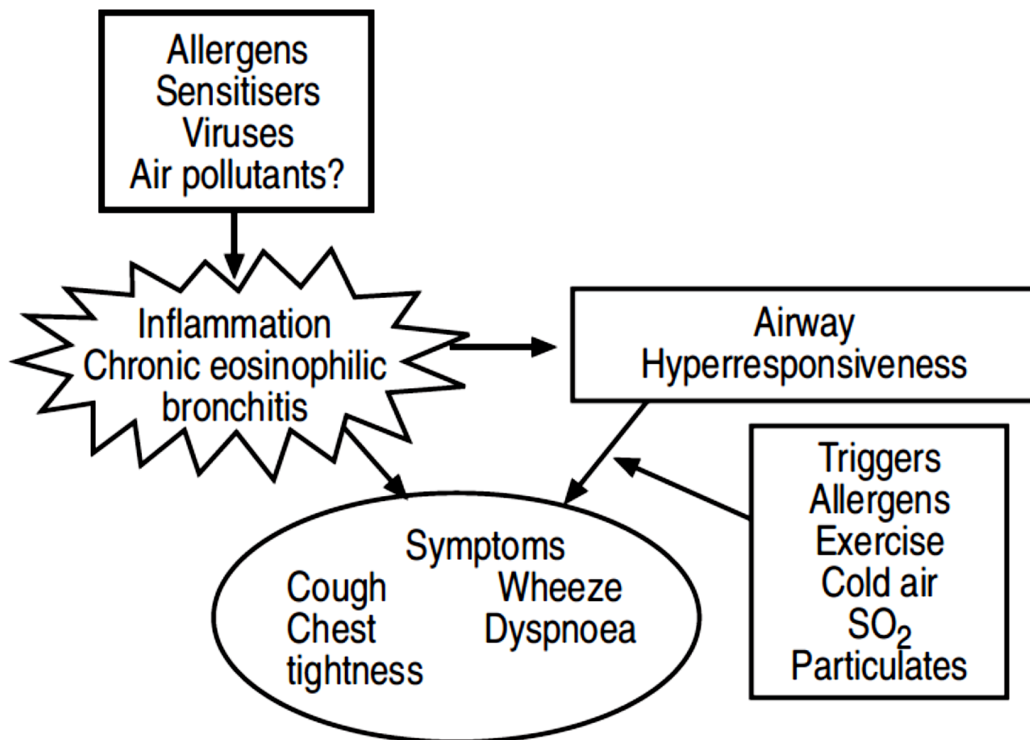 Allergens
Sensitisers
Viruses
Air pollutants?
Inflammation
Chronic eosinophilic
bronchitis
Airway
Hyperresponsiveness
Triggers
Allergens
Exercise
Cold air
SO₂
Particulates
Symptoms
Cough Wheeze
Chest Dyspnoea
tightness